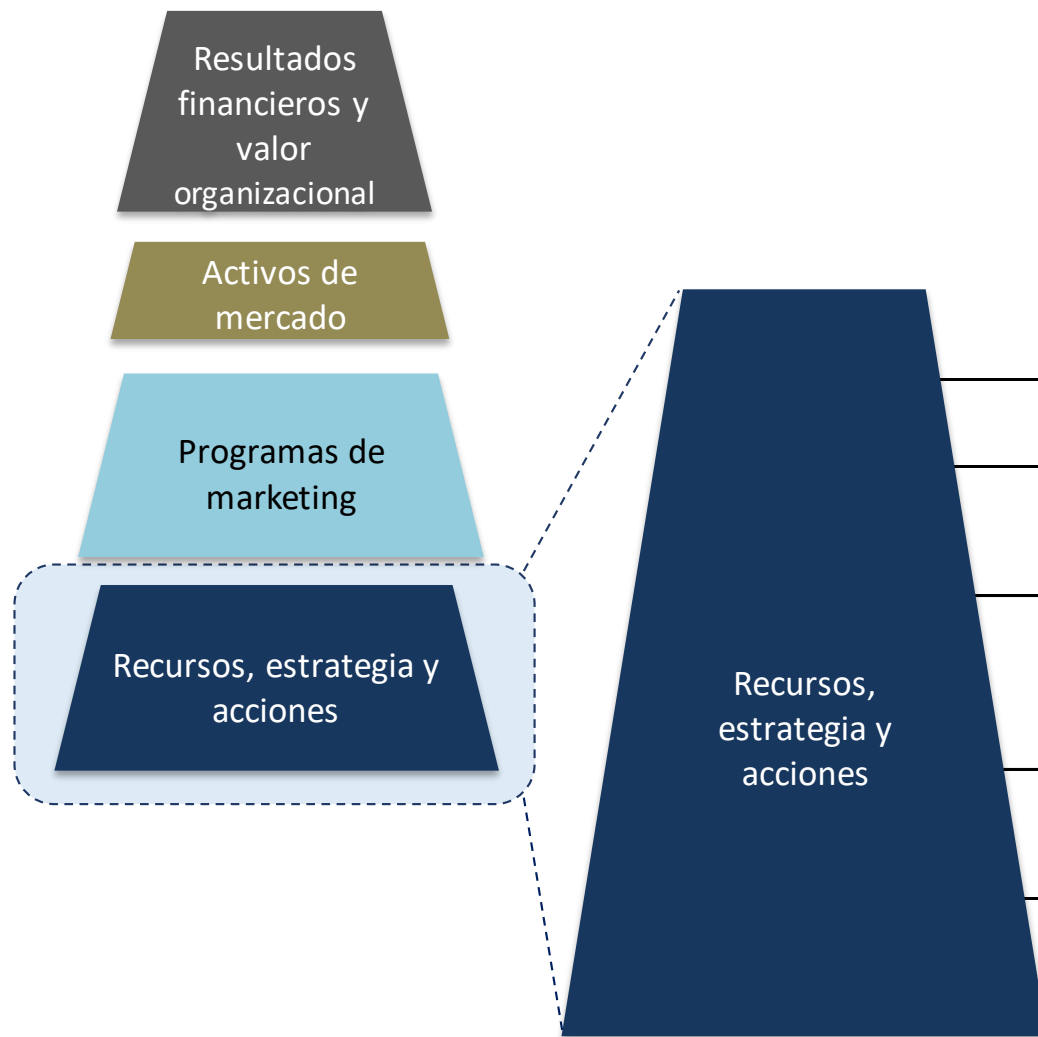 Resultados
financieros y
valor
organizacional
Activos de
mercado
Programas de
marketing
Recursos, estrategia y
acciones
Recursos,
estrategia y
acciones